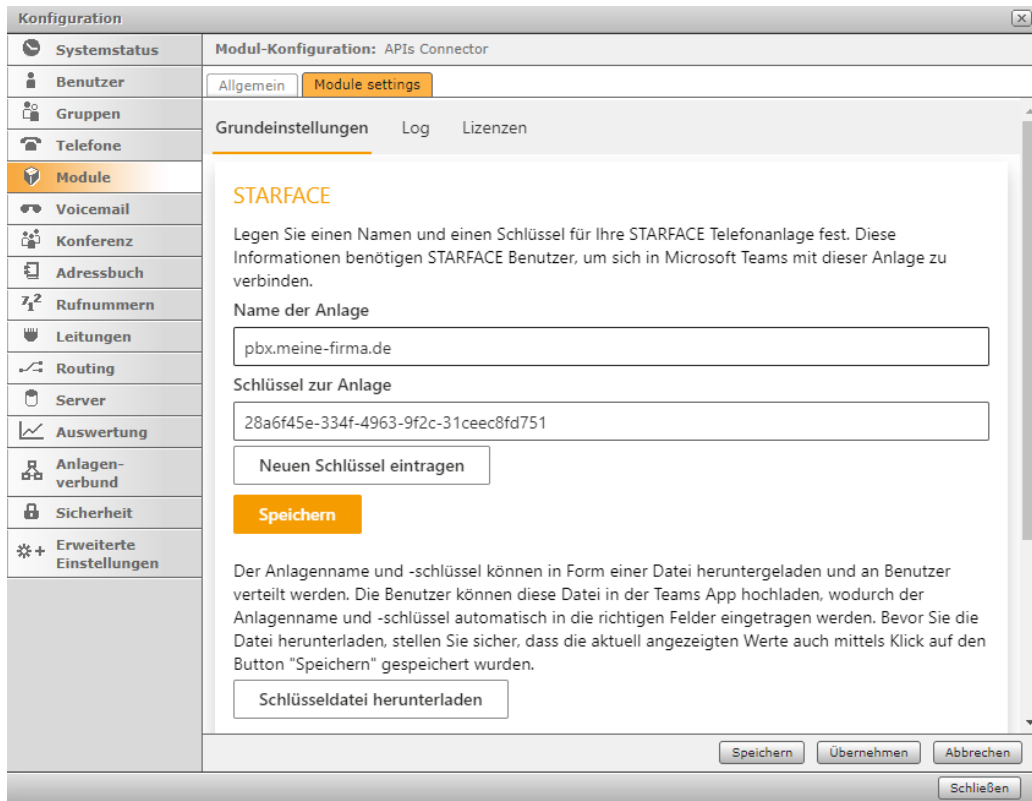 Konfiguration
Systemstatus
Benutzer
Gruppen
Telefone
Module
Voicemail
Konferenz
Adressbuch
Rufnummern
Leitungen
Routing
Server
Auswertung
Anlagen-
verbund
Sicherheit
Erweiterte
Einstellungen
Modul-Konfiguration: APIs Connector
Allgemein Module settings
Grundeinstellungen Log Lizenzen
STARFACE
Legen Sie einen Namen und einen Schlüssel für Ihre STARFACE Telefonanlage fest. Diese
Informationen benötigen STARFACE Benutzer, um sich in Microsoft Teams mit dieser Anlage zu
verbinden.
Name der Anlage
pbx.meine-firma.de
Schlüssel zur Anlage
28a6f45e-334f-4963-9f2c-31ceec8fd751
Neuen Schlüssel eintragen
Speichern
Der Anlagenname und -schlüssel können in Form einer Datei heruntergeladen und an Benutzer
verteilt werden. Die Benutzer können diese Datei in der Teams App hochladen, wodurch der
Anlagenname und -schlüssel automatisch in die richtigen Felder eingetragen werden. Bevor Sie die
Datei herunterladen, stellen Sie sicher, dass die aktuell angezeigten Werte auch mittels Klick auf den
Button "Speichern" gespeichert wurden.
Schlüsseldatei herunterladen
Speichern Übernehmen Abbrechen
Schließen